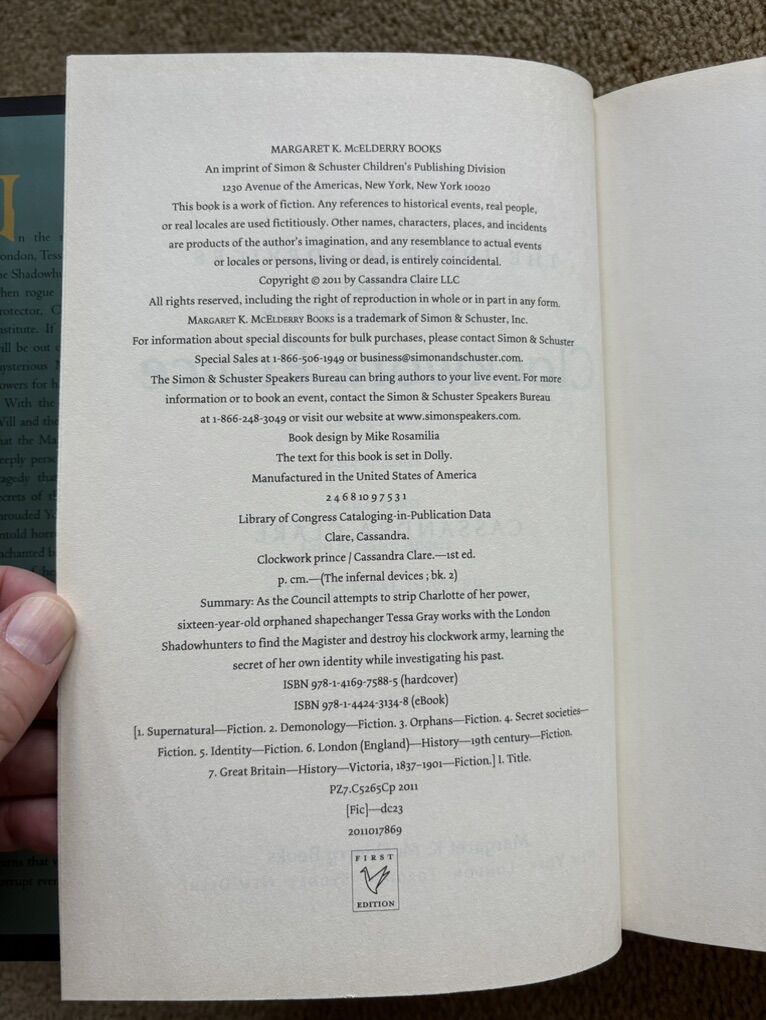 MARGARET K. McELDERRY BOOKS
An imprint of Simon & Schuster Children's Publishing Division
1230 Avenue of the Americas, New York, New York 10020
This book is a work of fiction. Any references to historical events, real people,
or real locales are used fictitiously. Other names, characters, places, and incidents
are products of the author's imagination, and any resemblance to actual events
or locales or persons, living or dead, is entirely coincidental.
Copyright © 2011 by Cassandra Claire LLC
All rights reserved, including the right of reproduction in whole or in part in any form.
MARGARET K. McELDERRY BOOKS is a trademark of Simon & Schuster, Inc.
For information about special discounts for bulk purchases, please contact Simon & Schuster
Special Sales at 1-866-506-1949 or business@simonandschuster.com.
The Simon & Schuster Speakers Bureau can bring authors to your live event. For more
information or to book an event, contact the Simon & Schuster Speakers Bureau
at 1-866-248-3049 or visit our website at www.simonspeakers.com.
Book design by Mike Rosamilia
The text for this book is set in Dolly.
Manufactured in the United States of America
2 4 6 8 10 9 7 5 3 1
Library of Congress Cataloging-in-Publication Data
Clare, Cassandra.
Clockwork prince / Cassandra Clare.—1st ed.
p. cm.—(The infernal devices ; bk. 2)
Summary: As the Council attempts to strip Charlotte of her power,
sixteen-year-old orphaned shapechanger Tessa Gray works with the London
Shadowhunters to find the Magister and destroy his clockwork army, learning the
secret of her own identity while investigating his past.
ISBN 978-1-4169-7588-5 (hardcover)
ISBN 978-1-4424-3134-8 (eBook)
[1. Supernatural—Fiction. 2. Demonology—Fiction. 3. Orphans—Fiction. 4. Secret societies—
Fiction. 5. Identity—Fiction. 6. London (England)—History—19th century—Fiction.
7. Great Britain—History—Victoria, 1837–1901—Fiction.] I. Title.
PZ7.C5265Cp 2011
[Fic]—dc23
2011017869
FIRST
EDITION